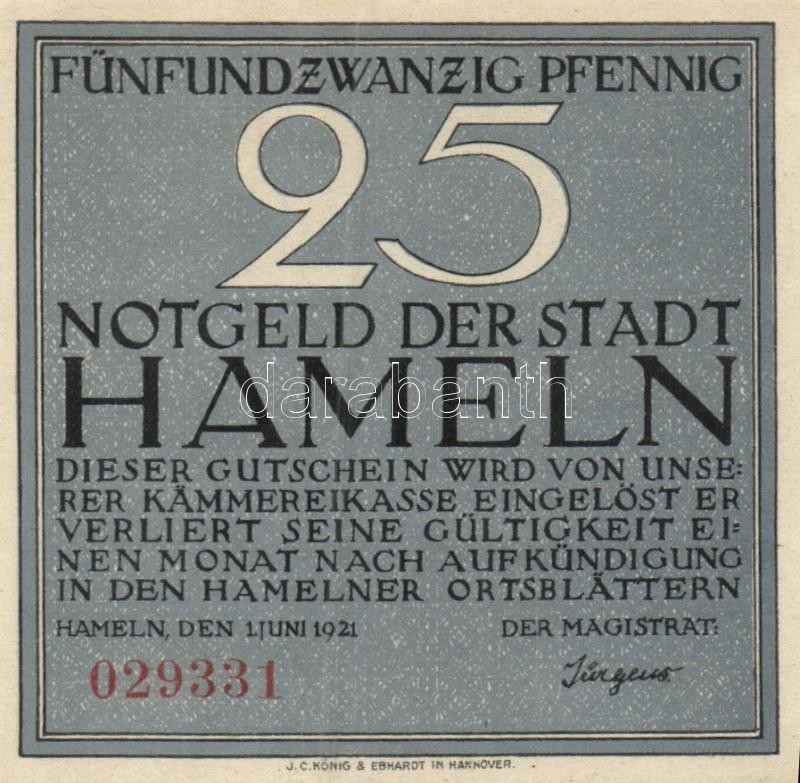 FÜNFUNDZWANZIG PFENNIG
25
NOTGELD DER STADT
HAMELN
darabanth
DIESER GUTSCHEIN WIRD VON UNSE=
RER KÄMMEREIKASSE EINGELÖST ER
VERLIERT SEINE GÜLTIGKEIT EI=
NEN MONAT NACH AUFKÜNDIGUNG
IN DEN HAMELNER ORTSBLÄTTERN
HAMELN, DEN 1.JUNI 1921 DER MAGISTRAT:
029331 Jürgens.
J.C.KÖNIG & EBHARDT IN HANNOVER.